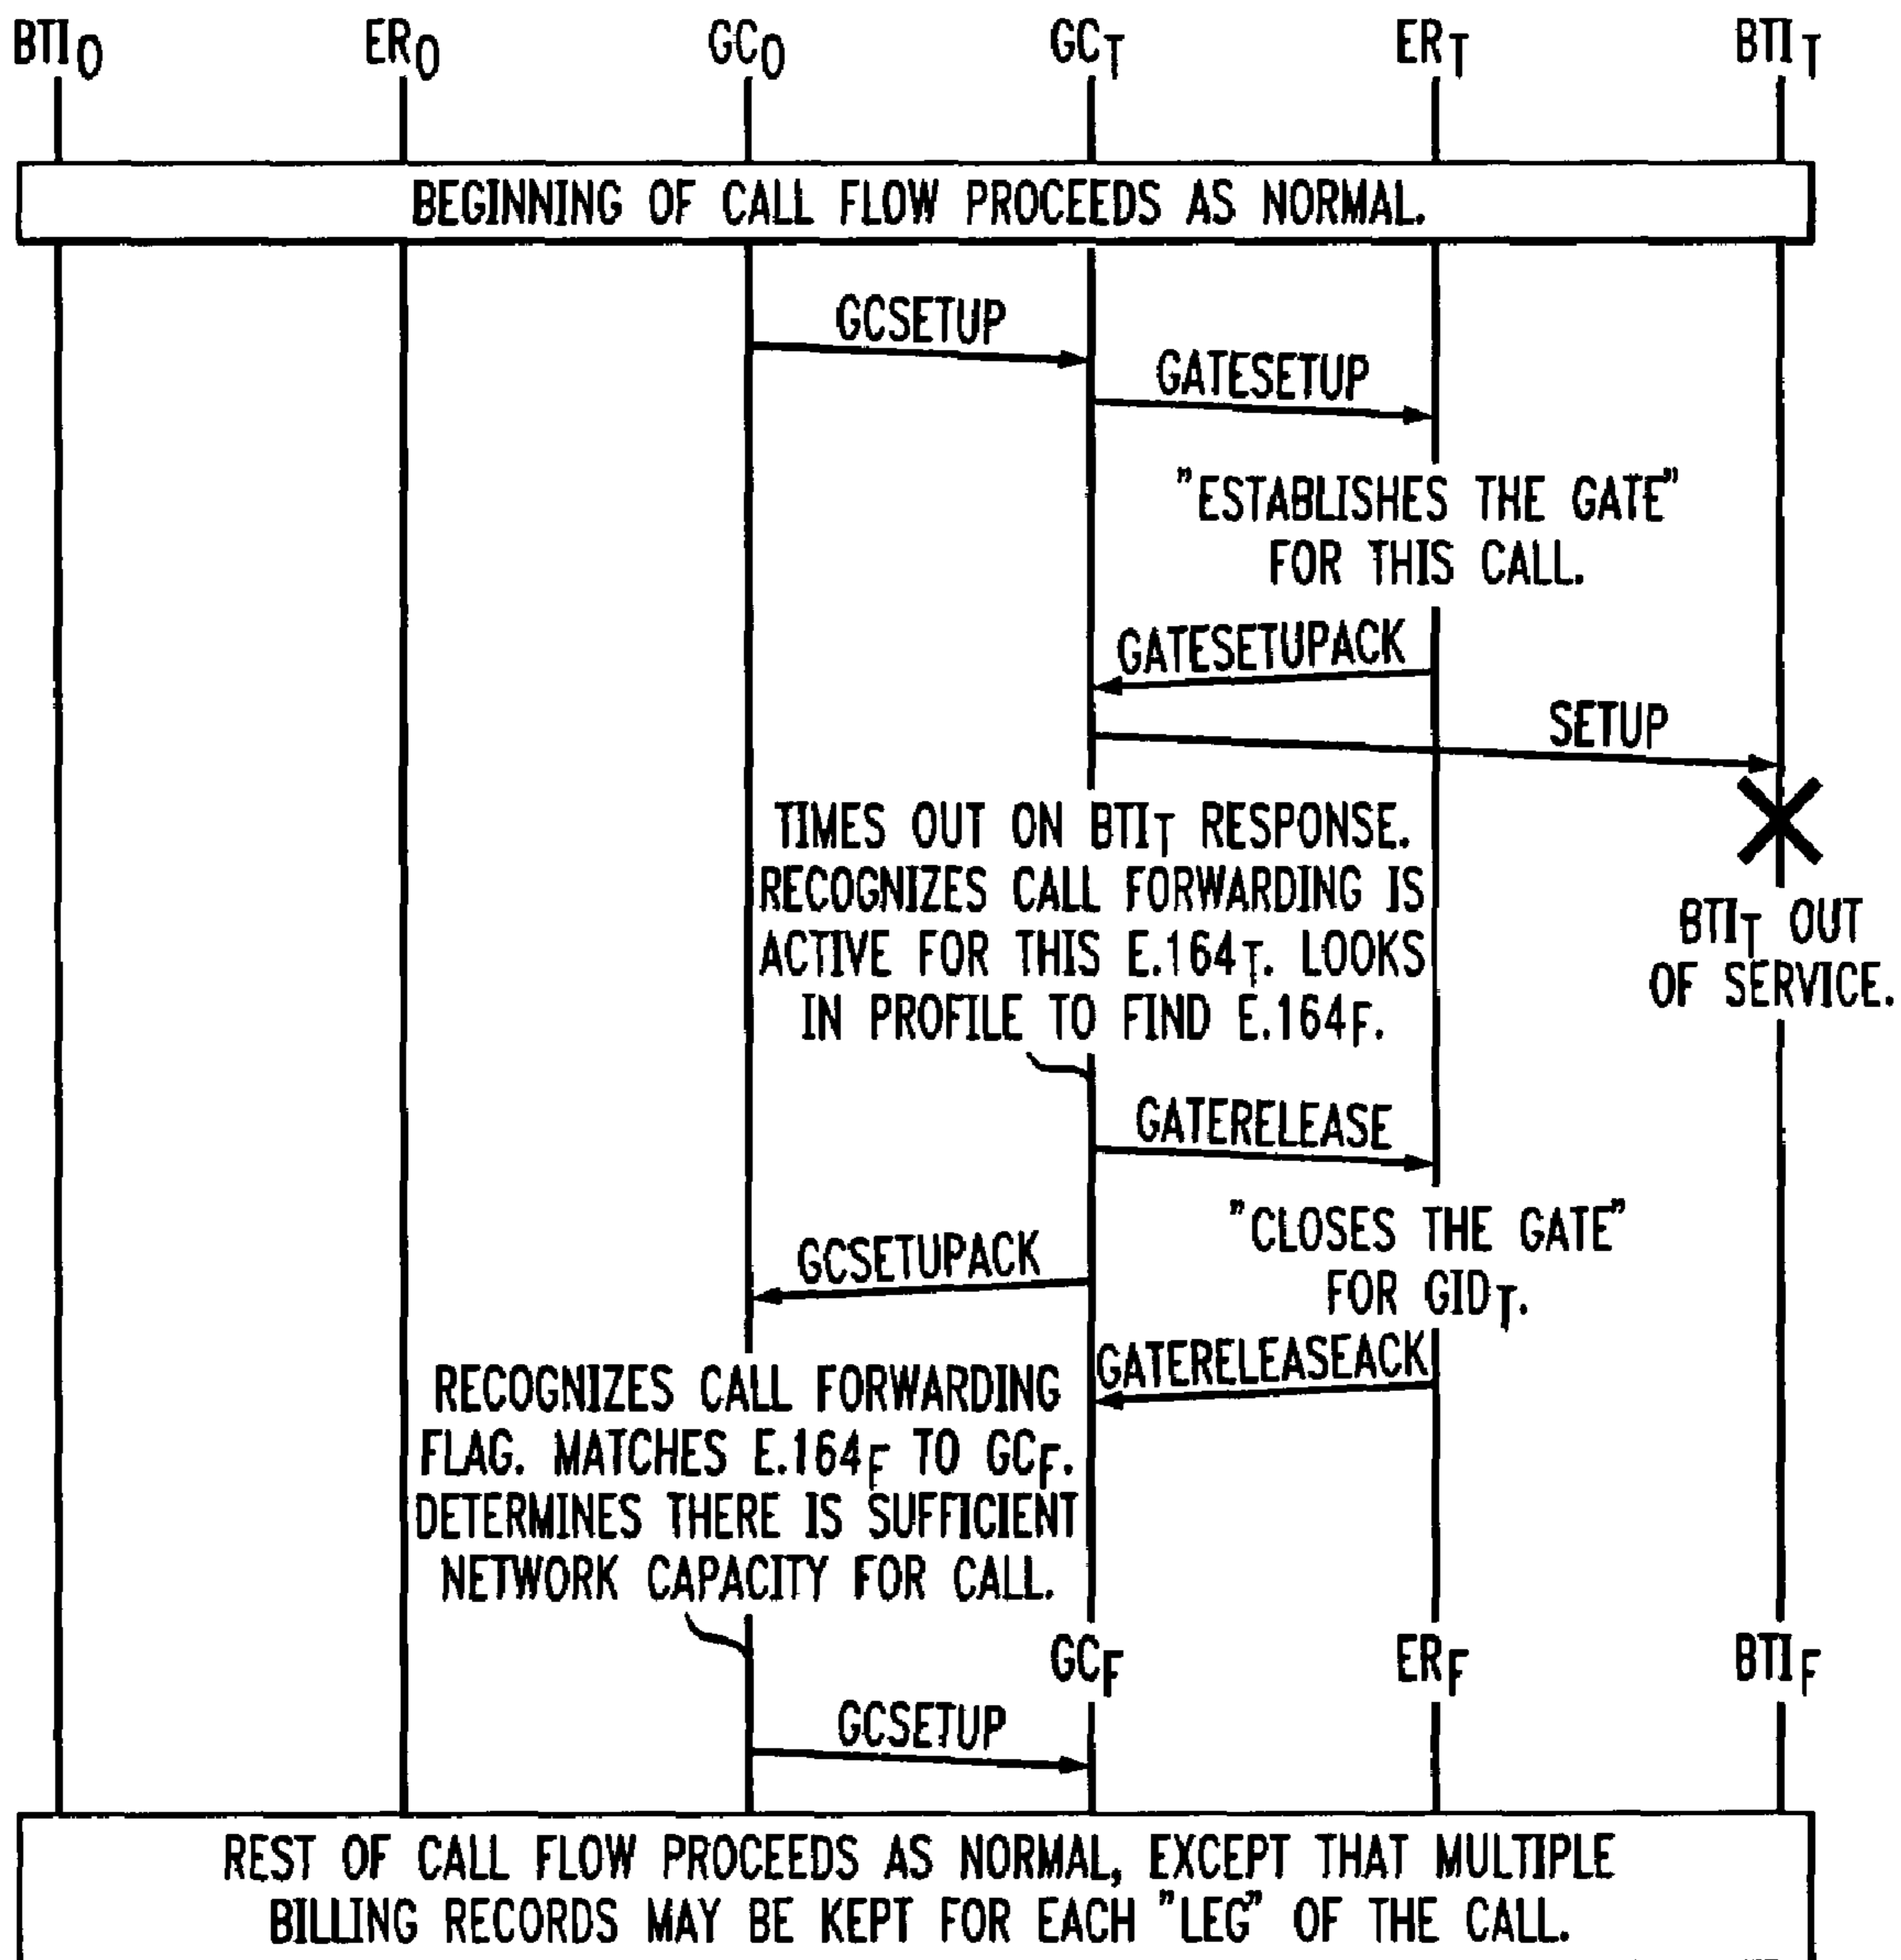 BTIO ERO GCO GCT ERT BTIT
BEGINNING OF CALL FLOW PROCEEDS AS NORMAL.
GCSETUP
GATESETUP
"ESTABLISHES THE GATE"
FOR THIS CALL.
GATESETUPACK
SETUP
TIMES OUT ON BTIT RESPONSE.
RECOGNIZES CALL FORWARDING IS
ACTIVE FOR THIS E.164T. LOOKS
IN PROFILE TO FIND E.164F.
BTIT OUT
OF SERVICE.
GATERELEASE
"CLOSES THE GATE"
FOR GIDT.
GCSETUPACK
GATERELEASEACK
RECOGNIZES CALL FORWARDING
FLAG. MATCHES E.164F TO GCF.
DETERMINES THERE IS SUFFICIENT
NETWORK CAPACITY FOR CALL.
GCF ERF BTIF
GCSETUP
REST OF CALL FLOW PROCEEDS AS NORMAL, EXCEPT THAT MULTIPLE
BILLING RECORDS MAY BE KEPT FOR EACH "LEG" OF THE CALL.